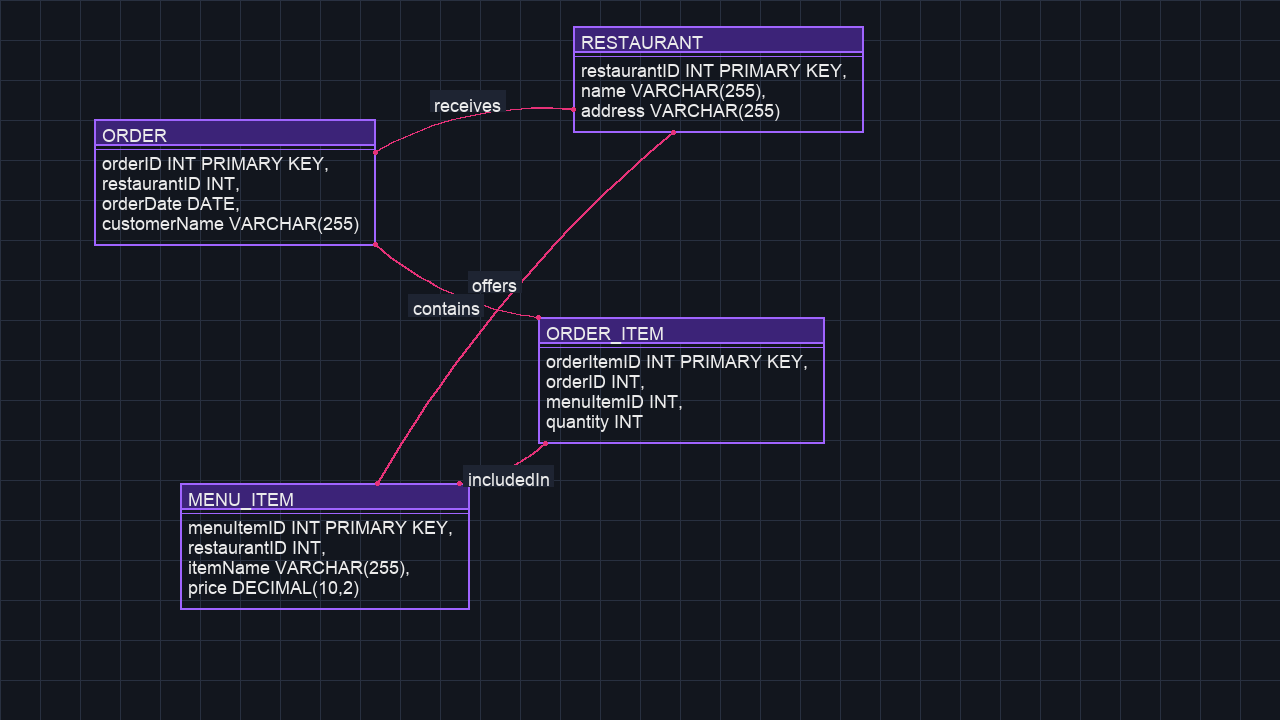 RESTAURANT
restaurantID INT PRIMARY KEY,
name VARCHAR(255),
address VARCHAR(255)
receives
ORDER
orderID INT PRIMARY KEY,
restaurantID INT,
orderDate DATE,
customerName VARCHAR(255)
offers
contains
ORDER_ITEM
orderItemID INT PRIMARY KEY,
orderID INT,
menuItemID INT,
quantity INT
includedIn
MENU_ITEM
menuItemID INT PRIMARY KEY,
restaurantID INT,
itemName VARCHAR(255),
price DECIMAL(10,2)